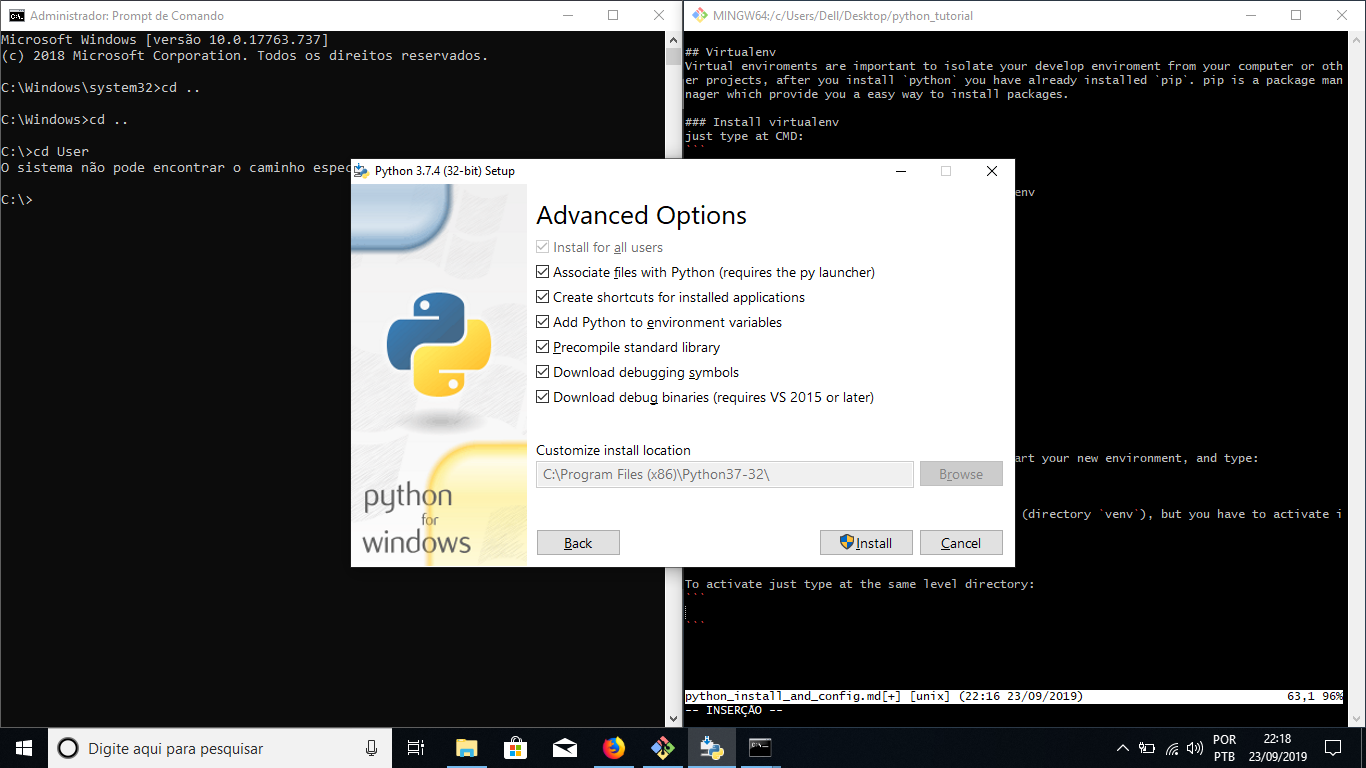 Administrador: Prompt de Comando
Microsoft Windows [versão 10.0.17763.737]
(c) 2018 Microsoft Corporation. Todos os direitos reservados.
C:\Windows\system32>cd ..
C:\Windows>cd ..
C:\>cd User
O sistema não pode encontrar o caminho espec
C:\>
MINGW64:/c/Users/Dell/Desktop/python_tutorial
## Virtualenv
Virtual enviroments are important to isolate your develop enviroment from your computer or oth
er projects, after you install `python` you have already installed `pip`. pip is a package man
nager which provide you a easy way to install packages.
### Install virtualenv
just type at CMD:
```
env
art your new environment, and type:
(directory `venv`), but you have to activate i
To activate just type at the same level directory:
```
```
python_install_and_config.md[+] [unix] (22:16 23/09/2019) 63,1 96%
-- INSERÇÃO --
Python 3.7.4 (32-bit) Setup
Advanced Options
Install for all users
Associate files with Python (requires the py launcher)
Create shortcuts for installed applications
Add Python to environment variables
Precompile standard library
Download debugging symbols
Download debug binaries (requires VS 2015 or later)
Customize install location
C:\Program Files (x86)\Python37-32\
Browse
python
for
windows
Back
Install
Cancel
Digite aqui para pesquisar
POR
PTB
22:18
23/09/2019